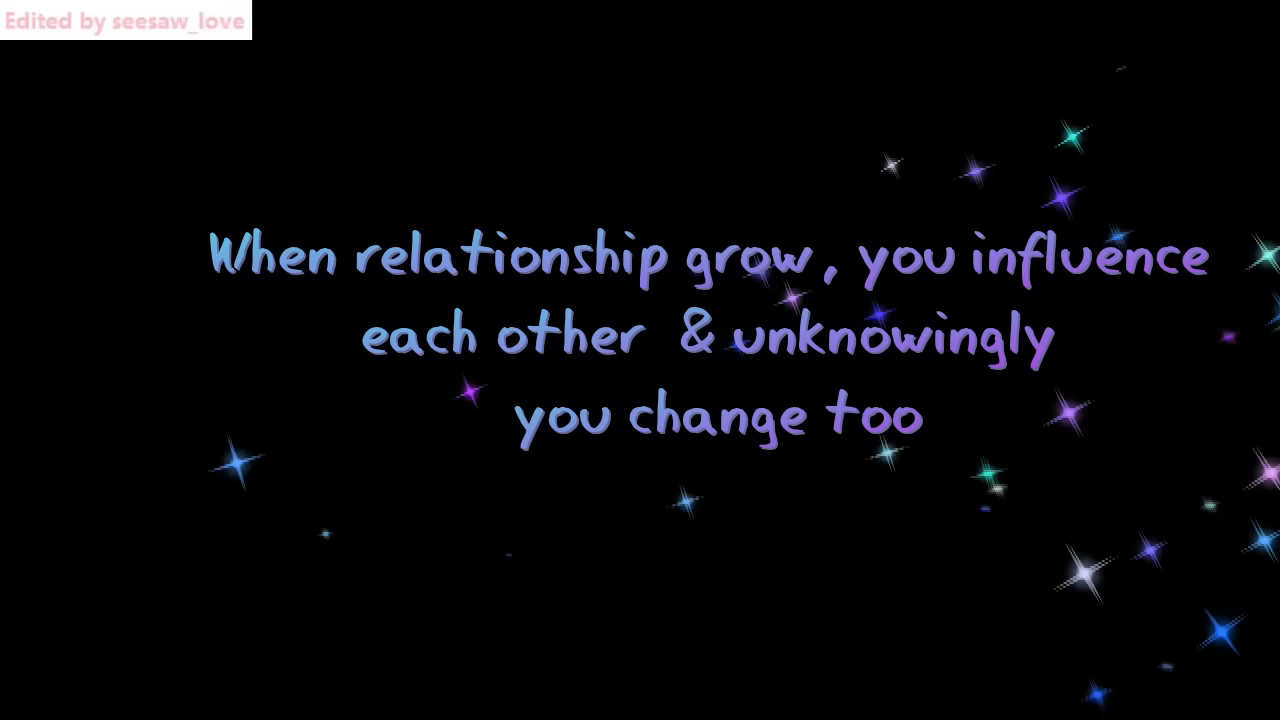 Edited by seesaw_love
When relationship grow, you influence
each other & unknowingly
you change too